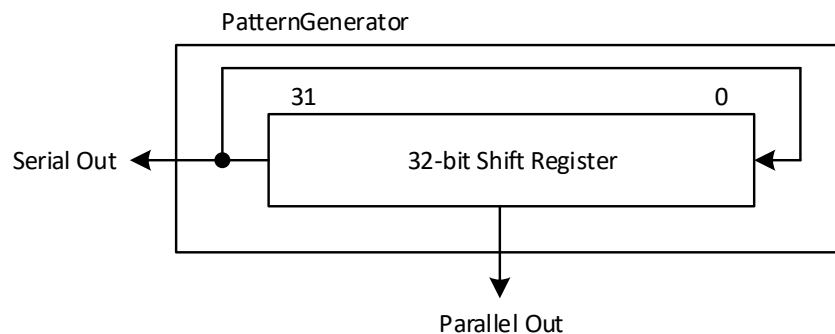 PatternGenerator
31 0
Serial Out
32-bit Shift Register
Parallel Out